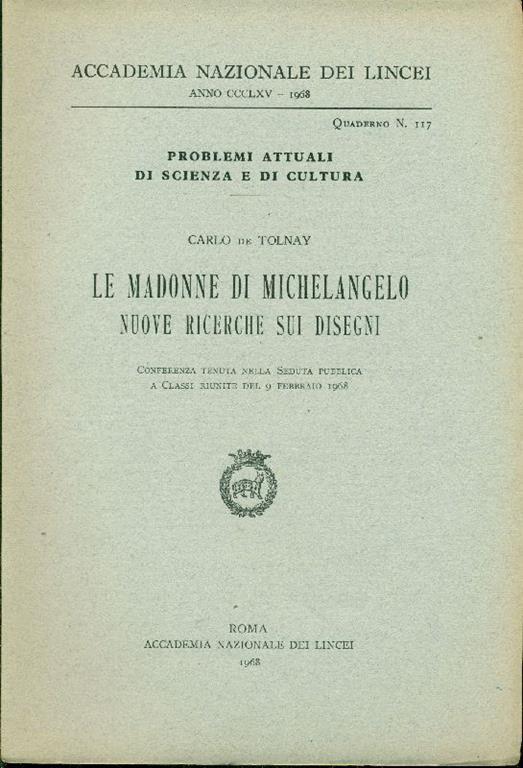 ACCADEMIA NAZIONALE DEI LINCEI
ANNO CCCLXV – 1968
QUADERNO N. 117
PROBLEMI ATTUALI
DI SCIENZA E DI CULTURA
CARLO DE TOLNAY
LE MADONNE DI MICHELANGELO
NUOVE RICERCHE SUI DISEGNI
CONFERENZA TENUTA NELLA SEDUTA PUBBLICA
A CLASSI RIUNITE DEL 9 FEBBRAIO 1968
ROMA
ACCADEMIA NAZIONALE DEI LINCEI
1968